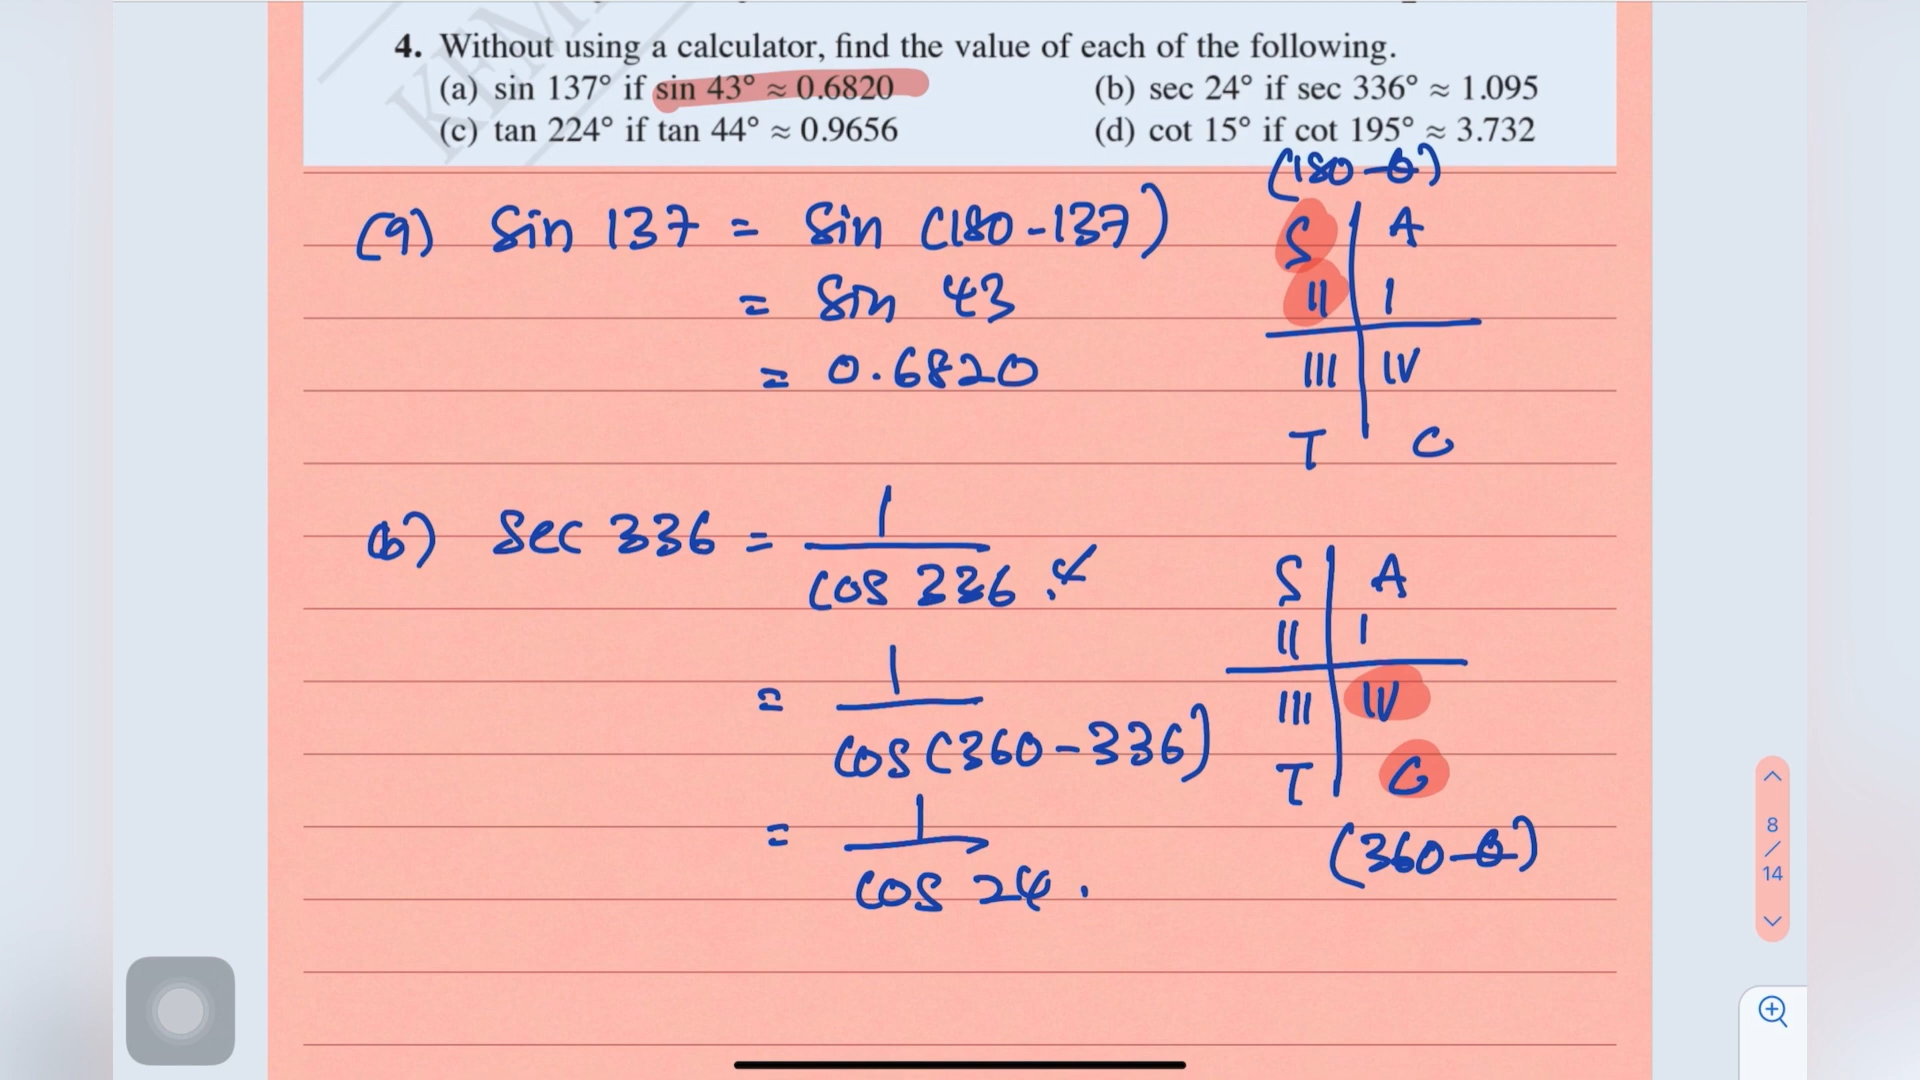 4. Without using a calculator, find the value of each of the following.
(a) sin 137° if sin 43° ≈ 0.6820 (b) sec 24° if sec 336° ≈ 1.095
(c) tan 224° if tan 44° ≈ 0.9656 (d) cot 15° if cot 195° ≈ 3.732
(180-θ)
(a) Sin 137 = Sin (180-137)
= Sin 43
= 0.6820
S A
II I
III IV
T C
(b) Sec 336 = 1
cos 336
= 1
cos(360-336)
= 1
cos 24.
S A
II I
III IV
T C
(360-θ)
8
/
14